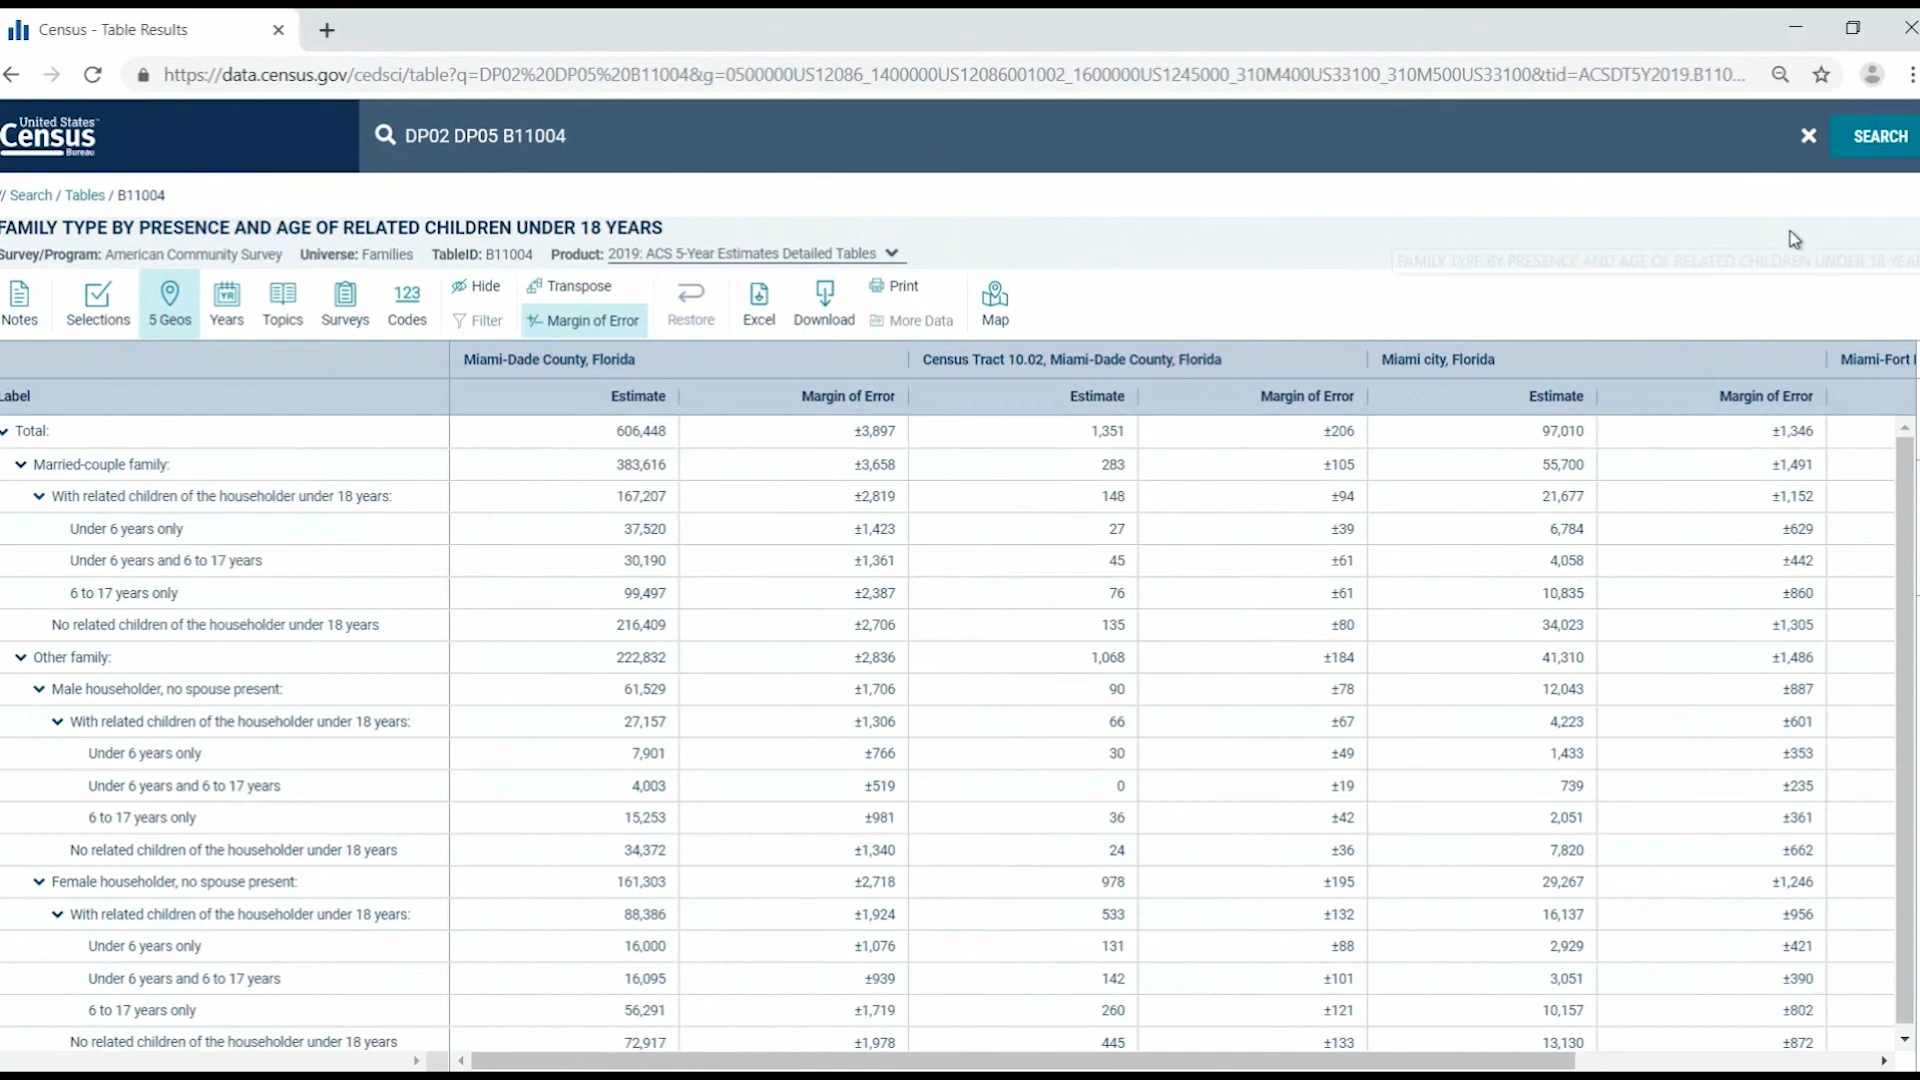 Census - Table Results
https://data.census.gov/cedsci/table?q=DP02%20DP05%20B11004&g=0500000US12086_1400000US12086001002_1600000US1245000_310M400US33100_310M500US33100&tid=ACSDT5Y2019.B110...
United States
Census
Bureau
DP02 DP05 B11004
SEARCH
// Search / Tables / B11004
FAMILY TYPE BY PRESENCE AND AGE OF RELATED CHILDREN UNDER 18 YEARS
Survey/Program: American Community Survey Universe: Families TableID: B11004 Product: 2019: ACS 5-Year Estimates Detailed Tables
FAMILY TYPE BY PRESENCE AND AGE OF RELATED CHILDREN UNDER 18 YEAR
Notes Selections 5 Geos Years Topics Surveys 123 Codes Hide Filter Transpose Margin of Error Restore Excel Download Print More Data Map
Miami-Dade County, Florida Census Tract 10.02, Miami-Dade County, Florida Miami city, Florida Miami-Fort
Label Estimate Margin of Error Estimate Margin of Error Estimate Margin of Error
Total: 606,448 ±3,897 1,351 ±206 97,010 ±1,346
Married-couple family: 383,616 ±3,658 283 ±105 55,700 ±1,491
With related children of the householder under 18 years: 167,207 ±2,819 148 ±94 21,677 ±1,152
Under 6 years only 37,520 ±1,423 27 ±39 6,784 ±629
Under 6 years and 6 to 17 years 30,190 ±1,361 45 ±61 4,058 ±442
6 to 17 years only 99,497 ±2,387 76 ±61 10,835 ±860
No related children of the householder under 18 years 216,409 ±2,706 135 ±80 34,023 ±1,305
Other family: 222,832 ±2,836 1,068 ±184 41,310 ±1,486
Male householder, no spouse present: 61,529 ±1,706 90 ±78 12,043 ±887
With related children of the householder under 18 years: 27,157 ±1,306 66 ±67 4,223 ±601
Under 6 years only 7,901 ±766 30 ±49 1,433 ±353
Under 6 years and 6 to 17 years 4,003 ±519 0 ±19 739 ±235
6 to 17 years only 15,253 ±981 36 ±42 2,051 ±361
No related children of the householder under 18 years 34,372 ±1,340 24 ±36 7,820 ±662
Female householder, no spouse present: 161,303 ±2,718 978 ±195 29,267 ±1,246
With related children of the householder under 18 years: 88,386 ±1,924 533 ±132 16,137 ±956
Under 6 years only 16,000 ±1,076 131 ±88 2,929 ±421
Under 6 years and 6 to 17 years 16,095 ±939 142 ±101 3,051 ±390
6 to 17 years only 56,291 ±1,719 260 ±121 10,157 ±802
No related children of the householder under 18 years 72,917 ±1,978 445 ±133 13,130 ±872